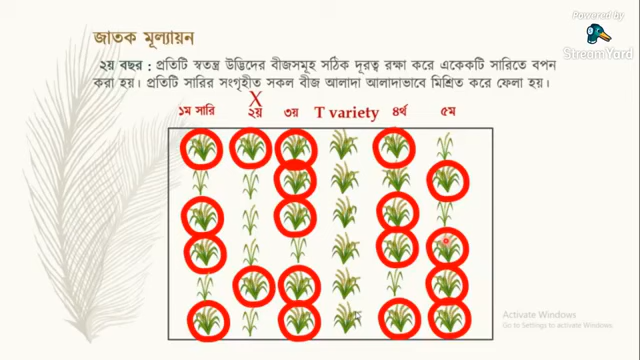 Powered by
StreamYard
জাতক মূল্যায়ন
২য় বছর : প্রতিটি স্বতন্ত্র উদ্ভিদের বীজসমূহ সঠিক দূরত্ব রক্ষা করে একেকটি সারিতে বপন
করা হয়। প্রতিটি সারির সংগৃহীত সকল বীজ আলাদা আলাদাভাবে মিশ্রিত করে ফেলা হয়।
X
১ম সারি ২য় ৩য় T variety ৪র্থ ৫ম
Activate Windows
Go to Settings to activate Windows.